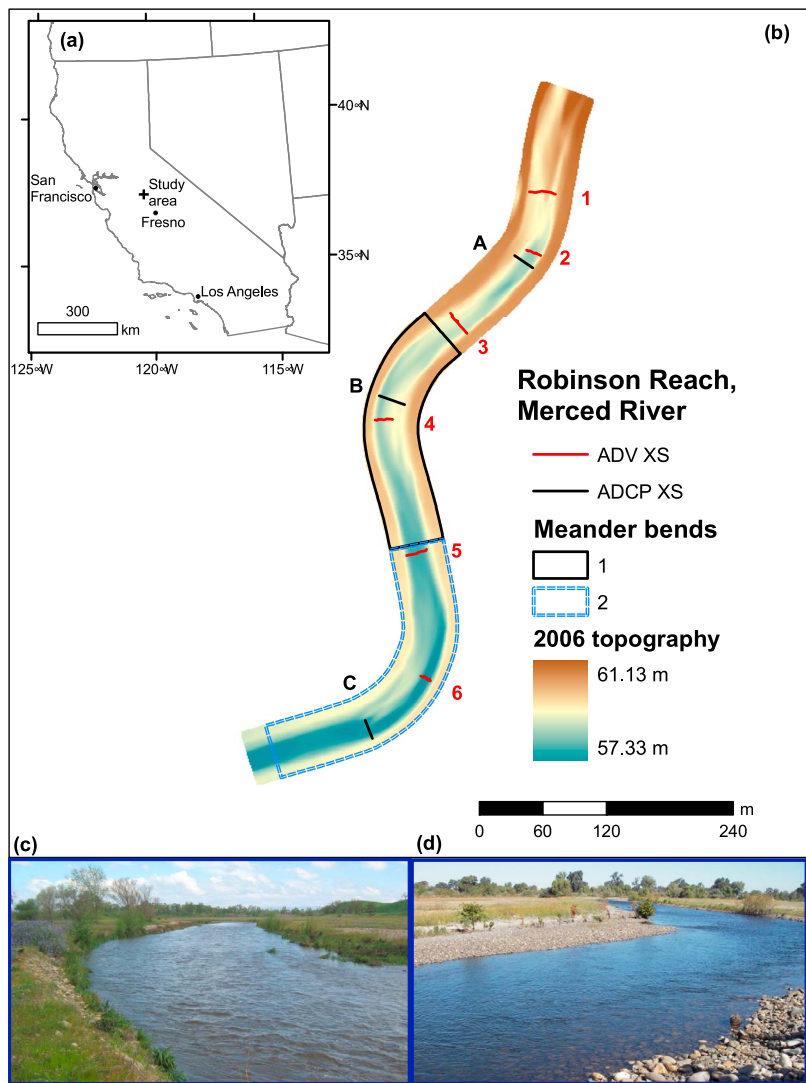 (a)
(b)
40°N
35°N
San
Francisco
Study
area
Fresno
Los Angeles
300
km
125°W
120°W
115°W
1
A
2
3
B
4
5
C
6
Robinson Reach,
Merced River
ADV XS
ADCP XS
Meander bends
1
2
2006 topography
61.13 m
57.33 m
m
0
60
120
240
(c)
(d)